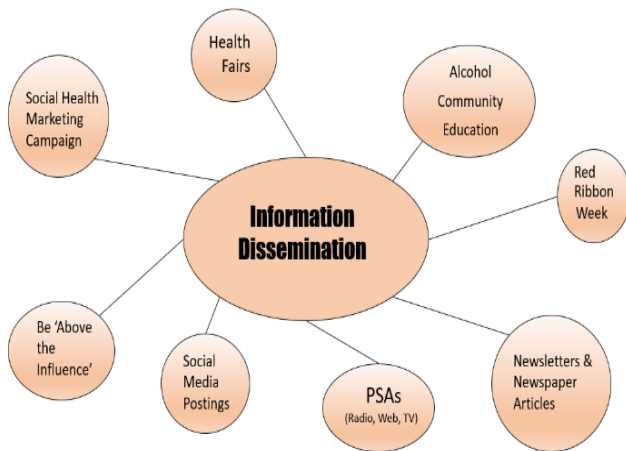 Health
Fairs
Alcohol
Community
Education
Social Health
Marketing
Campaign
Red
Ribbon
Week
Information
Dissemination
Be ‘Above
the
Influence’
Social
Media
Postings
PSAs
(Radio, Web, TV)
Newsletters &
Newspaper
Articles